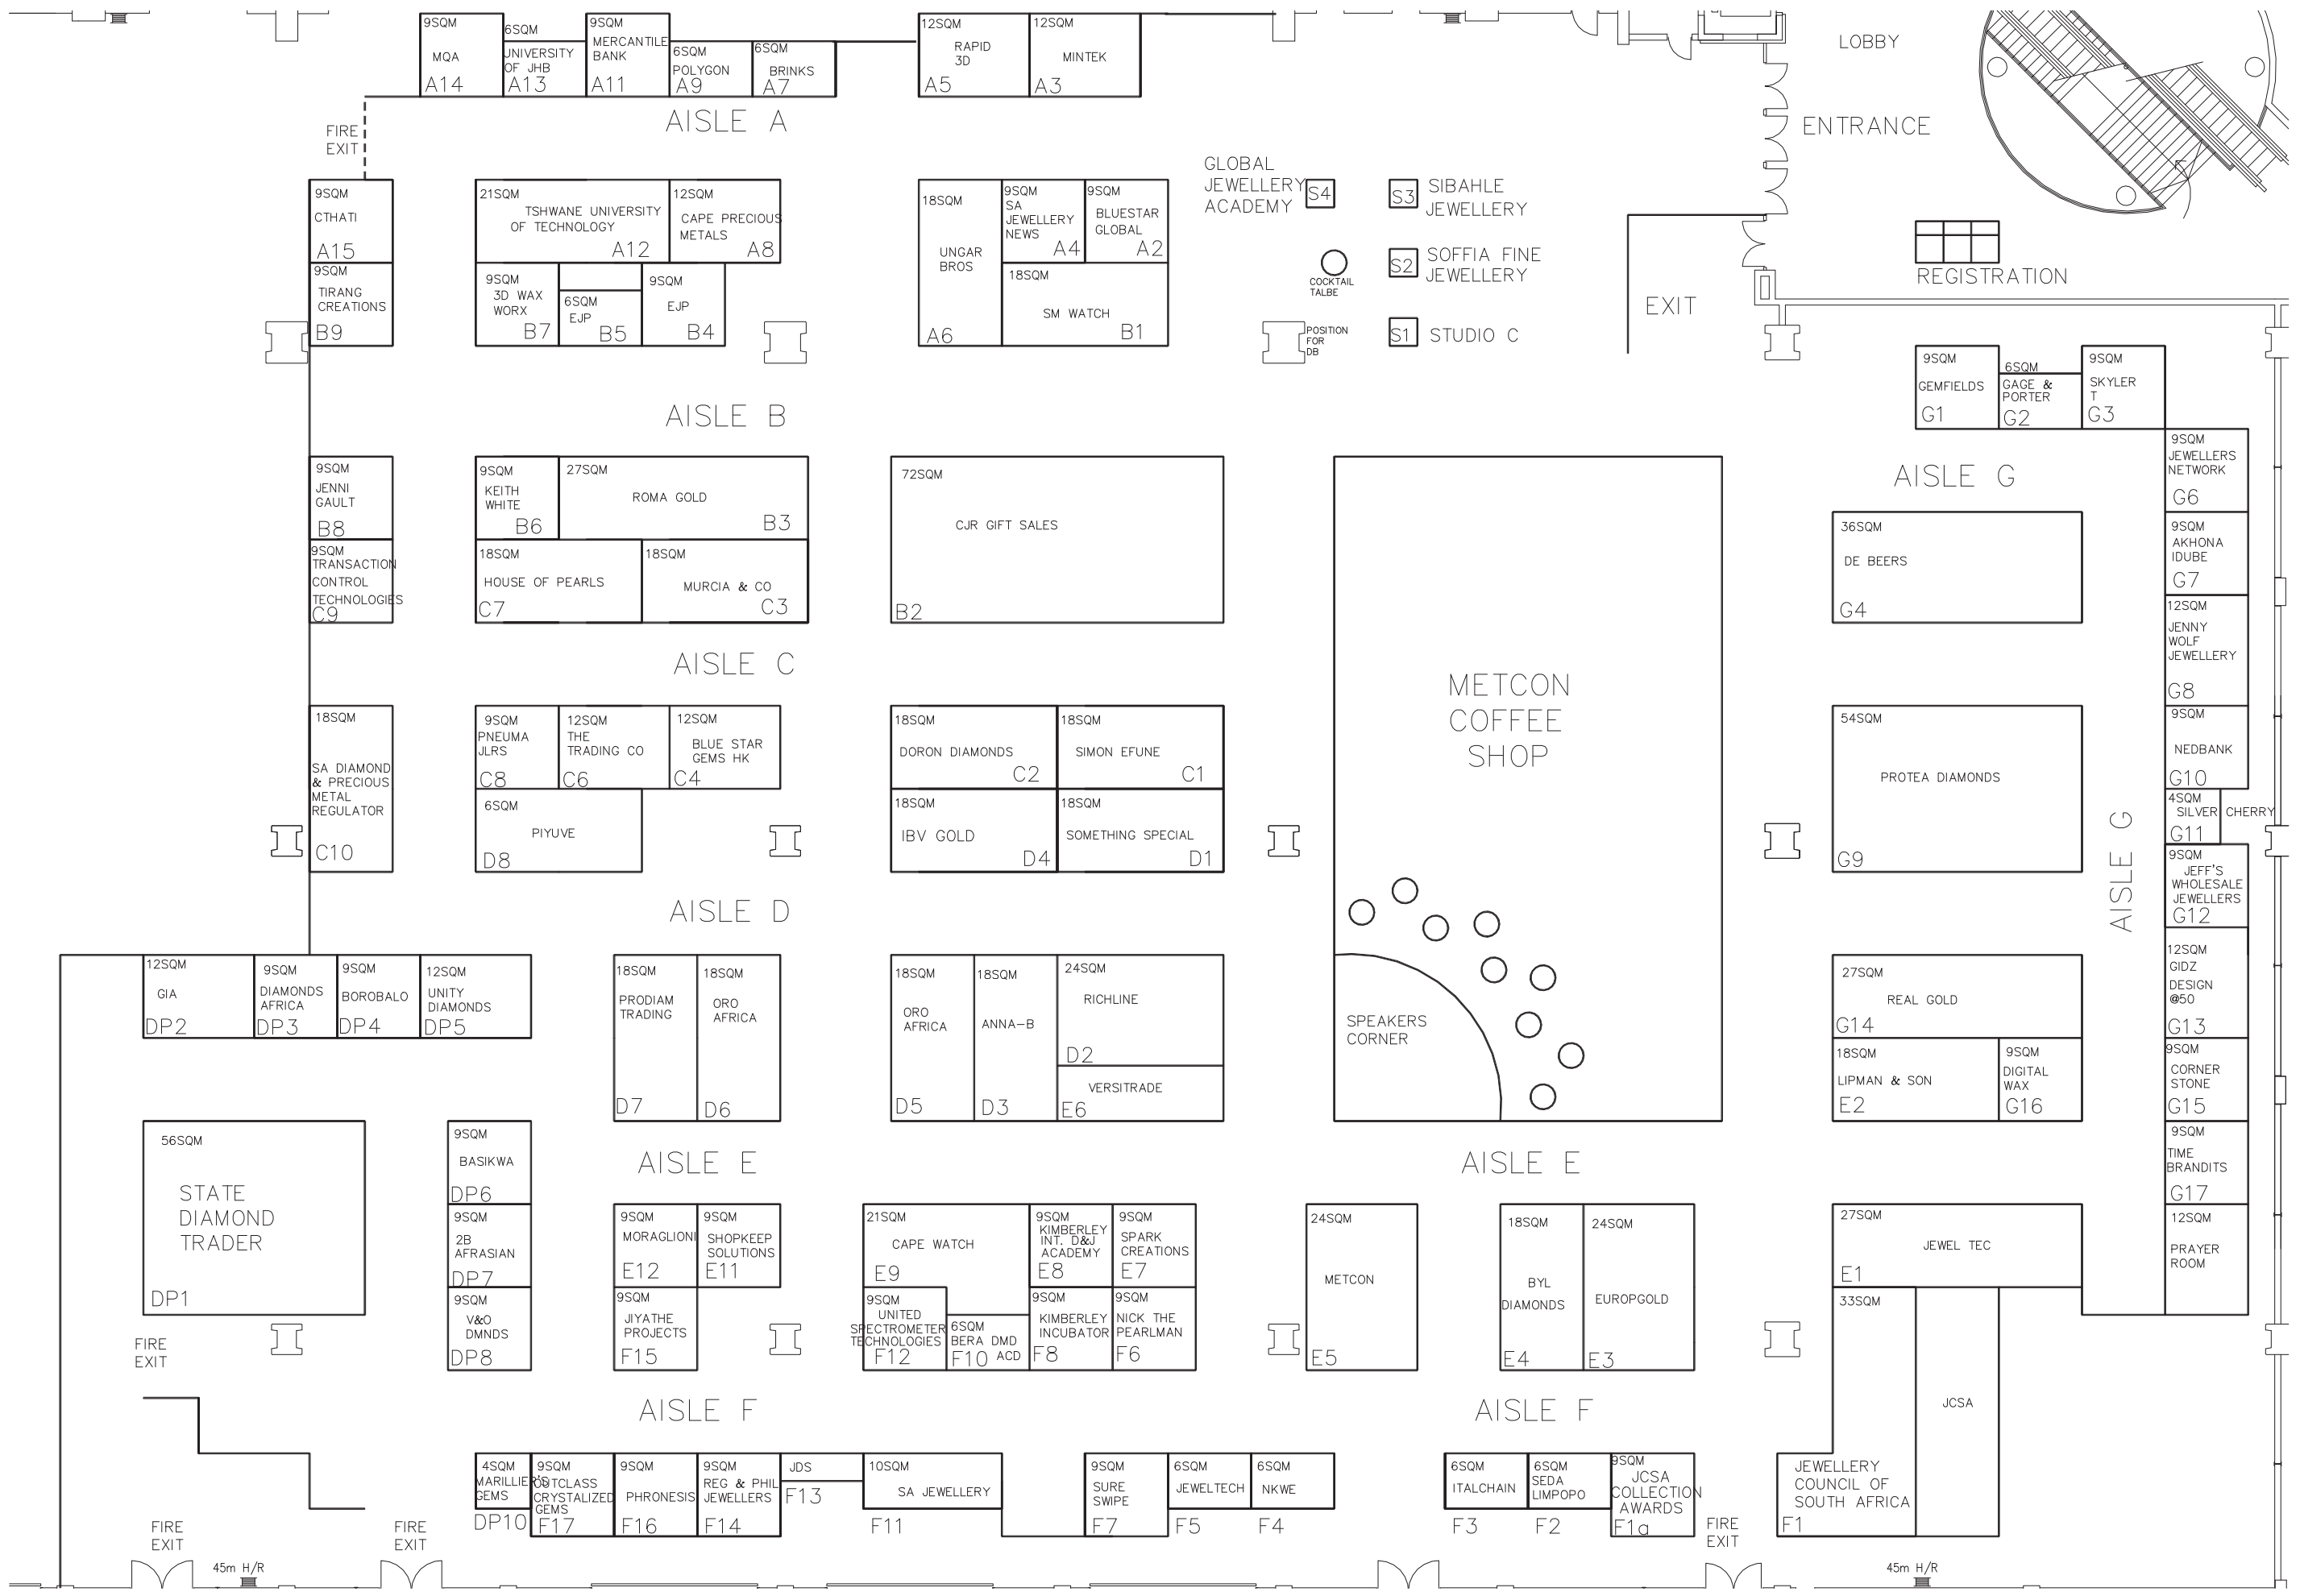 9SQM
MQA
A14
6SQM
UNIVERSITY
OF JHB
A13
9SQM
MERCANTILE
BANK
A11
6SQM
POLYGON
A9
6SQM
BRINKS
A7
12SQM
RAPID
3D
A5
12SQM
MINTEK
A3
LOBBY
ENTRANCE
AISLE A
FIRE
EXIT
9SQM
CTHATI
A15
9SQM
TIRANG
CREATIONS
B9
21SQM
TSHWANE UNIVERSITY
OF TECHNOLOGY
A12
12SQM
CAPE PRECIOUS
METALS
A8
9SQM
3D WAX
WORX
B7
6SQM
EJP
B5
9SQM
EJP
B4
18SQM
UNGAR
BROS
A6
9SQM
SA
JEWELLERY
NEWS
A4
9SQM
BLUESTAR
GLOBAL
A2
18SQM
SM WATCH
B1
GLOBAL
JEWELLERY
ACADEMY
S4
S3
SIBAHLE
JEWELLERY
COCKTAIL
TALBE
S2
SOFFIA FINE
JEWELLERY
POSITION
FOR
DB
S1
STUDIO C
EXIT
REGISTRATION
AISLE B
9SQM
GEMFIELDS
G1
6SQM
GAGE &
PORTER
G2
9SQM
SKYLER
T
G3
9SQM
JEWELLERS
NETWORK
G6
AISLE G
9SQM
JENNI
GAULT
B8
9SQM
TRANSACTION
CONTROL
TECHNOLOGIES
C9
9SQM
KEITH
WHITE
B6
27SQM
ROMA GOLD
B3
18SQM
HOUSE OF PEARLS
C7
18SQM
MURCIA & CO
C3
72SQM
CJR GIFT SALES
B2
36SQM
DE BEERS
G4
9SQM
AKHONA
IDUBE
G7
12SQM
JENNY
WOLF
JEWELLERY
G8
AISLE C
METCON
COFFEE
SHOP
18SQM
SA DIAMOND
& PRECIOUS
METAL
REGULATOR
C10
9SQM
PNEUMA
JLRS
C8
12SQM
THE
TRADING CO
C6
12SQM
BLUE STAR
GEMS HK
C4
6SQM
PIYUVE
D8
18SQM
DORON DIAMONDS
C2
18SQM
SIMON EFUNE
C1
18SQM
IBV GOLD
D4
18SQM
SOMETHING SPECIAL
D1
54SQM
PROTEA DIAMONDS
G9
9SQM
NEDBANK
G10
4SQM
SILVER CHERRY
G11
9SQM
JEFF'S
WHOLESALE
JEWELLERS
G12
AISLE G
AISLE D
12SQM
GIA
DP2
9SQM
DIAMONDS
AFRICA
DP3
9SQM
BOROBALO
DP4
12SQM
UNITY
DIAMONDS
DP5
18SQM
PRODIAM
TRADING
D7
18SQM
ORO
AFRICA
D6
18SQM
ORO
AFRICA
D5
18SQM
ANNA-B
D3
24SQM
RICHLINE
D2
VERSITRADE
E6
SPEAKERS
CORNER
27SQM
REAL GOLD
G14
18SQM
LIPMAN & SON
E2
9SQM
DIGITAL
WAX
G16
12SQM
GIDZ
DESIGN
@50
G13
9SQM
CORNER
STONE
G15
9SQM
TIME
BRANDITS
G17
12SQM
PRAYER
ROOM
AISLE E
AISLE E
56SQM
STATE
DIAMOND
TRADER
DP1
9SQM
BASIKWA
DP6
9SQM
2B
AFRASIAN
DP7
9SQM
V&O
DMNDS
DP8
9SQM
MORAGLIONI
E12
9SQM
SHOPKEEP
SOLUTIONS
E11
9SQM
JIYATHE
PROJECTS
F15
21SQM
CAPE WATCH
E9
9SQM
KIMBERLEY
INT. D&J
ACADEMY
E8
9SQM
SPARK
CREATIONS
E7
9SQM
UNITED
SPECTROMETER
TECHNOLOGIES
F12
6SQM
BERA DMD
F10 ACD
9SQM
KIMBERLEY
INCUBATOR
F8
9SQM
NICK THE
PEARLMAN
F6
24SQM
METCON
E5
18SQM
BYL
DIAMONDS
E4
24SQM
EUROPGOLD
E3
27SQM
JEWEL TEC
E1
33SQM
JEWELLERY
COUNCIL OF
SOUTH AFRICA
F1
JCSA
FIRE
EXIT
AISLE F
AISLE F
4SQM
MARILLIER'S
GEMS
DP10
9SQM
OUTCLASS
CRYSTALIZED
GEMS
F17
9SQM
PHRONESIS
F16
9SQM
REG & PHIL
JEWELLERS
F14
JDS
F13
10SQM
SA JEWELLERY
F11
9SQM
SURE
SWIPE
F7
6SQM
JEWELTECH
F5
6SQM
NKWE
F4
6SQM
ITALCHAIN
F3
6SQM
SEDA
LIMPOPO
F2
9SQM
JCSA
COLLECTION
AWARDS
F1a
FIRE
EXIT
FIRE
EXIT
FIRE
EXIT
45m H/R
45m H/R